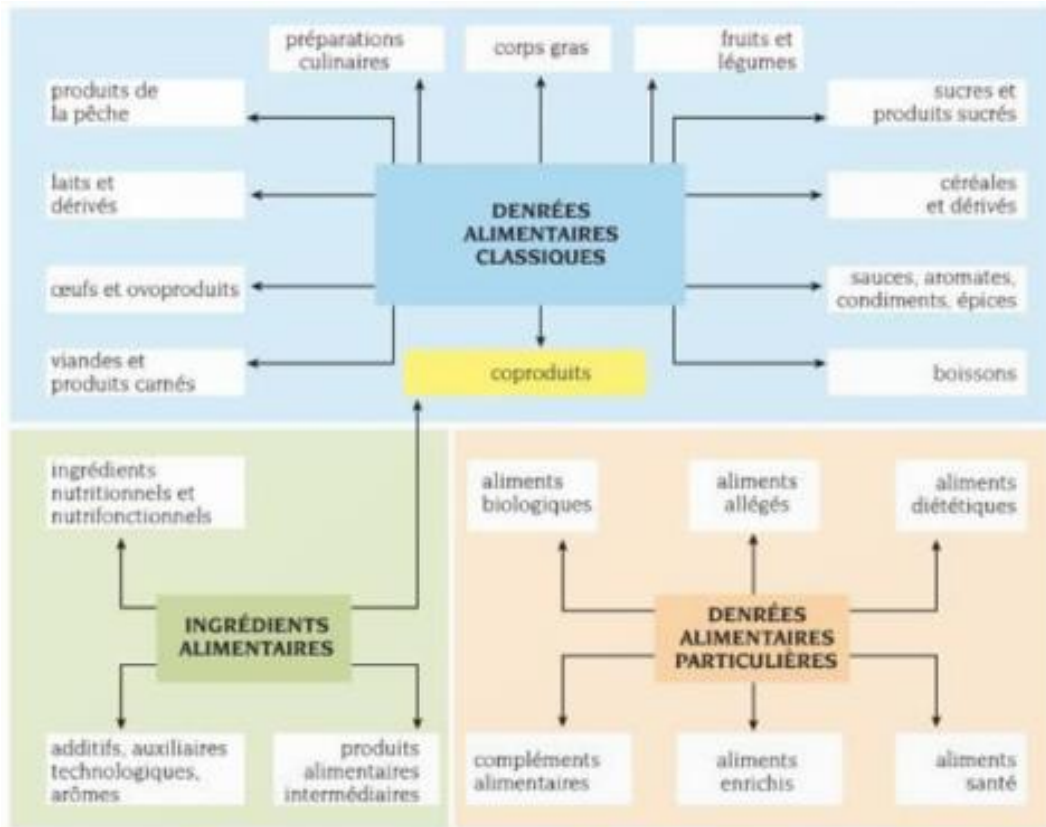 préparations
culinaires
corps gras
fruits et
légumes
produits de
la pêche
sucres et
produits sucrés
laits et
dérivés
DENRÉES
ALIMENTAIRES
CLASSIQUES
céréales
et dérivés
œufs et ovoproduits
sauces, aromates,
condiments, épices
viandes et
produits carnés
coproduits
boissons
ingrédients
nutritionnels et
nutrifonctionnels
aliments
biologiques
aliments
allégés
aliments
diététiques
INGRÉDIENTS
ALIMENTAIRES
DENRÉES
ALIMENTAIRES
PARTICULIÈRES
additifs, auxiliaires
technologiques,
arômes
produits
alimentaires
intermédiaires
compléments
alimentaires
aliments
enrichis
aliments
santé